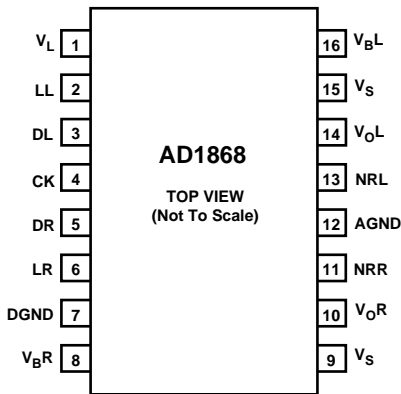 VL 1
LL 2
DL 3
CK 4
DR 5
LR 6
DGND 7
VBR 8
AD1868
TOP VIEW
(Not To Scale)
16 VBL
15 VS
14 VOL
13 NRL
12 AGND
11 NRR
10 VOR
9 VS